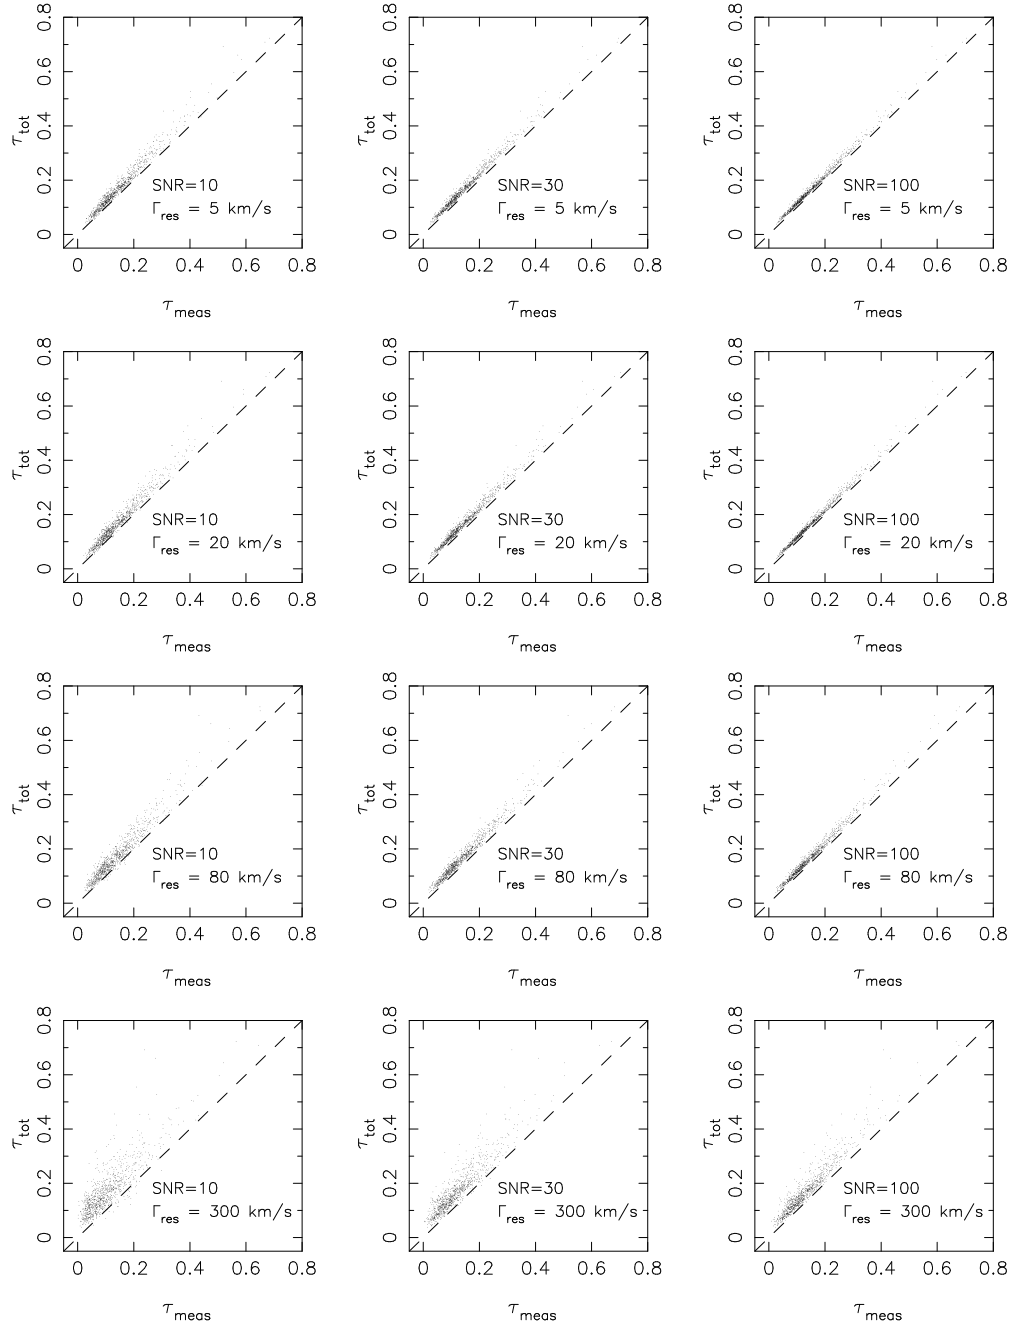 0.8 0.8 0.8
0.6 0.6 0.6
τtot τtot τtot
0.4 0.4 0.4
0.2 0.2 0.2
SNR=10 SNR=30 SNR=100
Γres = 5 km/s Γres = 5 km/s Γres = 5 km/s
0 0 0
0 0.2 0.4 0.6 0.8 0 0.2 0.4 0.6 0.8 0 0.2 0.4 0.6 0.8
τmeas τmeas τmeas
0.8 0.8 0.8
0.6 0.6 0.6
τtot τtot τtot
0.4 0.4 0.4
0.2 0.2 0.2
SNR=10 SNR=30 SNR=100
Γres = 20 km/s Γres = 20 km/s Γres = 20 km/s
0 0 0
0 0.2 0.4 0.6 0.8 0 0.2 0.4 0.6 0.8 0 0.2 0.4 0.6 0.8
τmeas τmeas τmeas
0.8 0.8 0.8
0.6 0.6 0.6
τtot τtot τtot
0.4 0.4 0.4
0.2 0.2 0.2
SNR=10 SNR=30 SNR=100
Γres = 80 km/s Γres = 80 km/s Γres = 80 km/s
0 0 0
0 0.2 0.4 0.6 0.8 0 0.2 0.4 0.6 0.8 0 0.2 0.4 0.6 0.8
τmeas τmeas τmeas
0.8 0.8 0.8
0.6 0.6 0.6
τtot τtot τtot
0.4 0.4 0.4
0.2 0.2 0.2
SNR=10 SNR=30 SNR=100
Γres = 300 km/s Γres = 300 km/s Γres = 300 km/s
0 0 0
0 0.2 0.4 0.6 0.8 0 0.2 0.4 0.6 0.8 0 0.2 0.4 0.6 0.8
τmeas τmeas τmeas